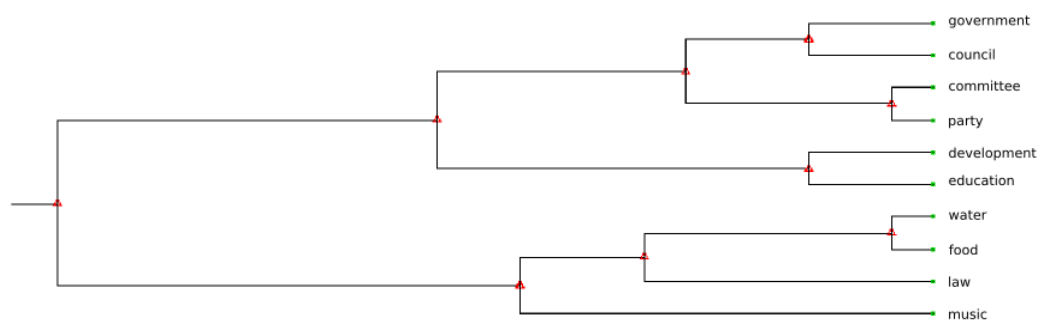 government
council
committee
party
development
education
water
food
law
music